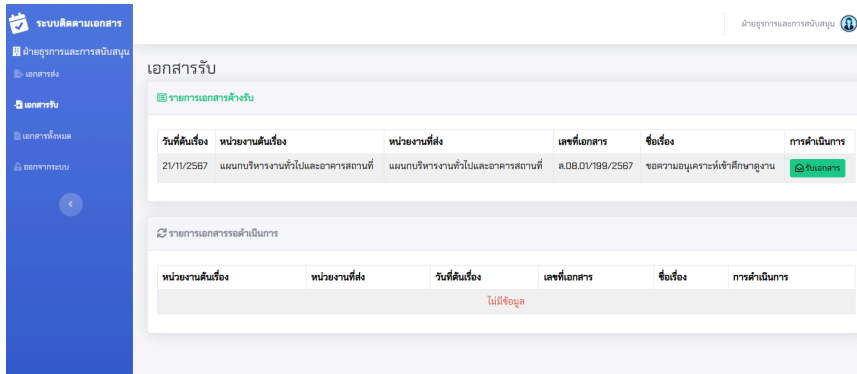 ระบบติดตามเอกสาร
ฝ่ายธุรการและการสนับสนุน
ฝ่ายธุรการและการสนับสนุน
เอกสารส่ง
เอกสารรับ
เอกสารทั้งหมด
ออกจากระบบ
เอกสารรับ
รายการเอกสารค้างรับ
วันที่ต้นเรื่อง หน่วยงานต้นเรื่อง หน่วยงานที่ส่ง เลขที่เอกสาร ชื่อเรื่อง การดำเนินการ
21/11/2567 แผนกบริหารงานทั่วไปและอาคารสถานที่ แผนกบริหารงานทั่วไปและอาคารสถานที่ ล.08.01/199/2567 ขอความอนุเคราะห์เข้าศึกษาดูงาน รับเอกสาร
รายการเอกสารรอดำเนินการ
หน่วยงานต้นเรื่อง หน่วยงานที่ส่ง วันที่ต้นเรื่อง เลขที่เอกสาร ชื่อเรื่อง การดำเนินการ
ไม่มีข้อมูล